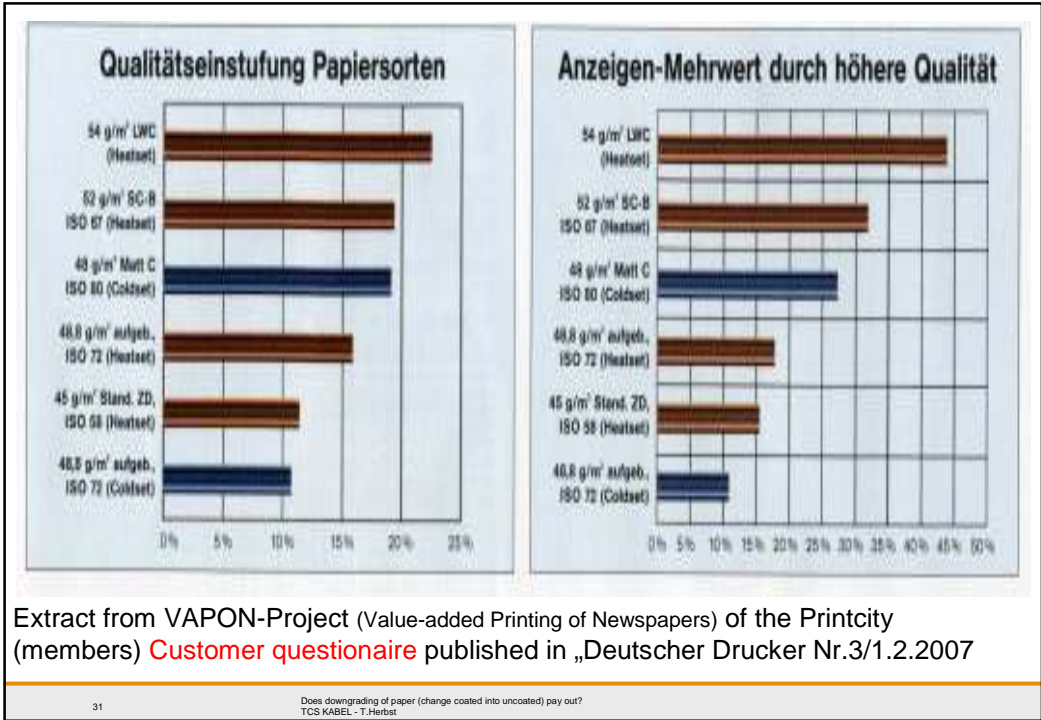 Qualitätseinstufung Papiersorten
54 g/m² LWC
(Heatset)
52 g/m² SC-B
ISO 67 (Heatset)
48 g/m² Matt C
ISO 80 (Coldset)
48,8 g/m² aufgeb.,
ISO 72 (Heatset)
45 g/m² Stand. ZD,
ISO 58 (Heatset)
48,8 g/m² aufgeb.,
ISO 72 (Coldset)
0% 5% 10% 15% 20% 25%
Anzeigen-Mehrwert durch höhere Qualität
54 g/m² LWC
(Heatset)
52 g/m² SC-B
ISO 67 (Heatset)
48 g/m² Matt C
ISO 80 (Coldset)
48,8 g/m² aufgeb.,
ISO 72 (Heatset)
45 g/m² Stand. ZD,
ISO 58 (Heatset)
48,8 g/m² aufgeb.,
ISO 72 (Coldset)
0% 5% 10% 15% 20% 25% 30% 35% 40% 45% 50%
Extract from VAPON-Project (Value-added Printing of Newspapers) of the Printcity
(members) Customer questionaire published in „Deutscher Drucker Nr.3/1.2.2007
31
Does downgrading of paper (change coated into uncoated) pay out?
TCS KABEL - T.Herbst